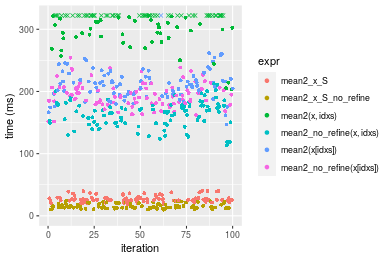 300
200
100
0
time (ms)
0
25
50
75
100
iteration
expr
mean2_x_S
mean2_x_S_no_refine
mean2(x, idxs)
mean2_no_refine(x, idxs)
mean2(x[idxs])
mean2_no_refine(x[idxs])